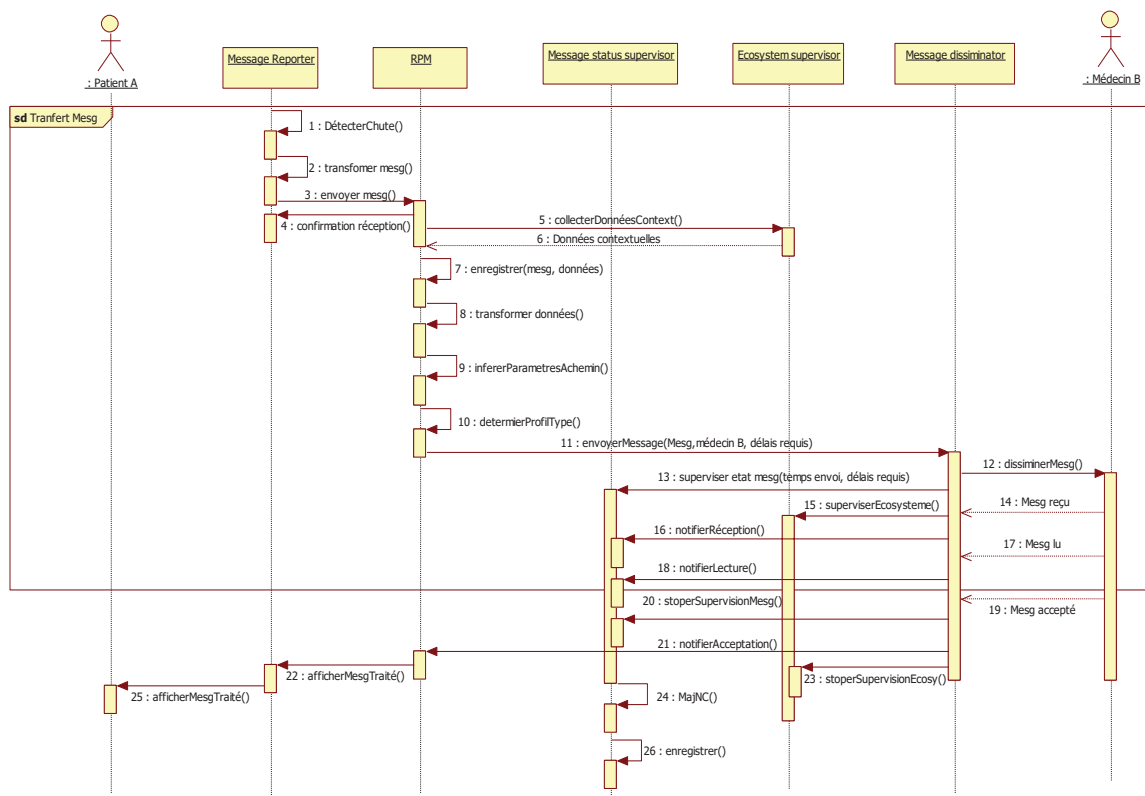 : Patient A
Message Reporter
RPM
Message status supervisor
Ecosystem supervisor
Message dissiminator
: Médecin B
sd Tranfert Mesg
1 : DétecterChute()
2 : transfomer mesg()
3 : envoyer mesg()
4 : confirmation réception()
5 : collecterDonnéesContext()
6 : Données contextuelles
7 : enregistrer(mesg, données)
8 : transformer données()
9 : infererParametresAchemin()
10 : determierProfilType()
11 : envoyerMessage(Mesg,médecin B, délais requis)
12 : dissiminerMesg()
13 : superviser etat mesg(temps envoi, délais requis)
14 : Mesg reçu
15 : superviserEcosysteme()
16 : notifierRéception()
17 : Mesg lu
18 : notifierLecture()
19 : Mesg accepté
20 : stoperSupervisionMesg()
21 : notifierAcceptation()
22 : afficherMesgTraité()
23 : stoperSupervisionEcosy()
24 : MajNC()
25 : afficherMesgTraité()
26 : enregistrer()